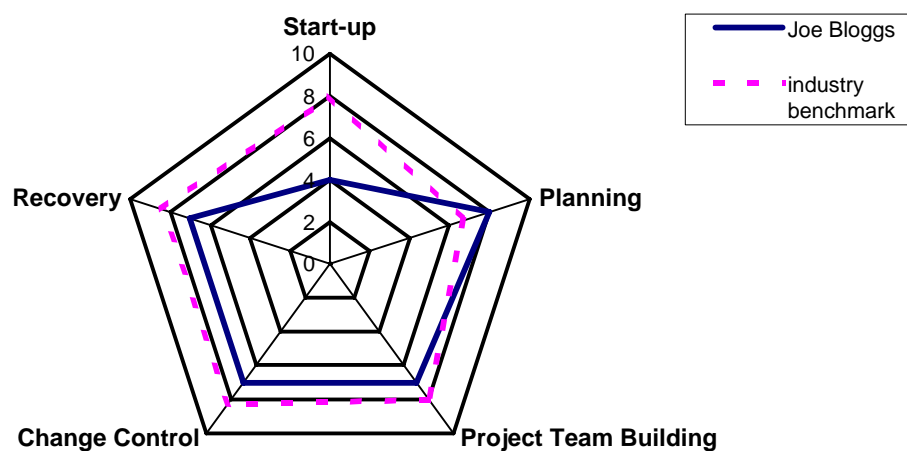 Start-up
Joe Bloggs
industry
benchmark
10
8
6
4
2
0
Recovery
Planning
Change Control
Project Team Building